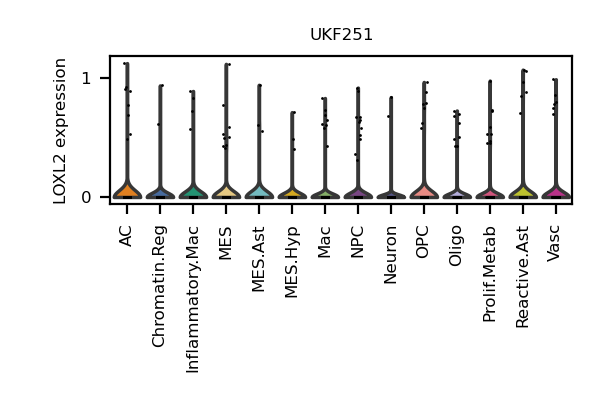 UKF251
LOXL2 expression
1
0
AC
Chromatin.Reg
Inflammatory.Mac
MES
MES.Ast
MES.Hyp
Mac
NPC
Neuron
OPC
Oligo
Prolif.Metab
Reactive.Ast
Vasc